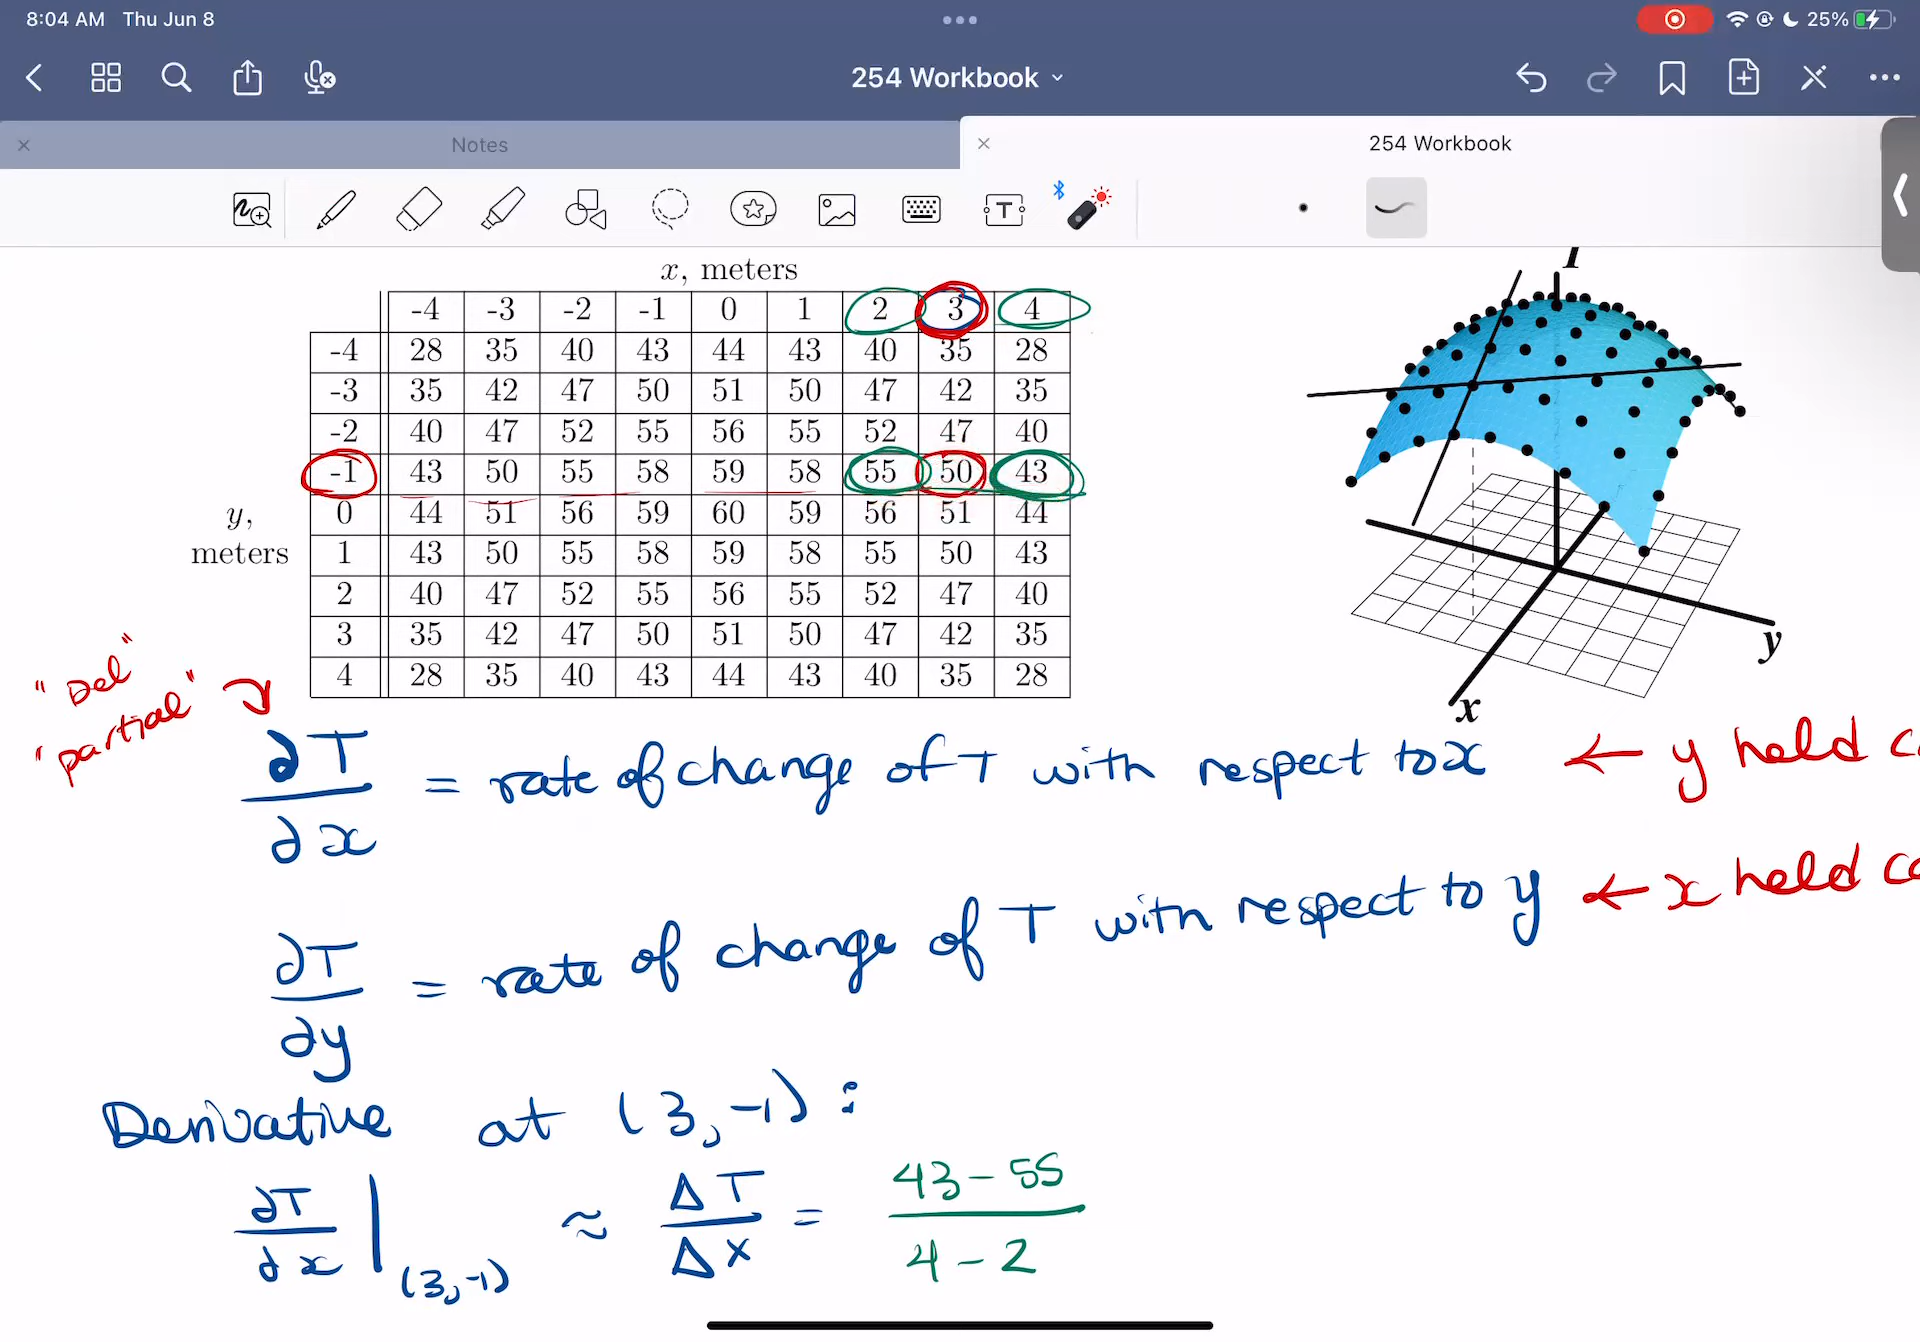 8:04 AM Thu Jun 8
25%
254 Workbook
Notes
254 Workbook
T
x, meters
-4 -3 -2 -1 0 1 2 3 4
-4 28 35 40 43 44 43 40 35 28
-3 35 42 47 50 51 50 47 42 35
-2 40 47 52 55 56 55 52 47 40
-1 43 50 55 58 59 58 55 50 43
y, meters
0 44 51 56 59 60 59 56 51 44
1 43 50 55 58 59 58 55 50 43
2 40 47 52 55 56 55 52 47 40
3 35 42 47 50 51 50 47 42 35
4 28 35 40 43 44 43 40 35 28
y
x
"Del"
"partial"
∂T/∂x = rate of change of T with respect to x ← y held
∂T/∂y = rate of change of T with respect to y ← x held
Derivative at (3,-1):
∂T/∂x |(3,-1) ≈ ΔT/Δx = 43-55/4-2